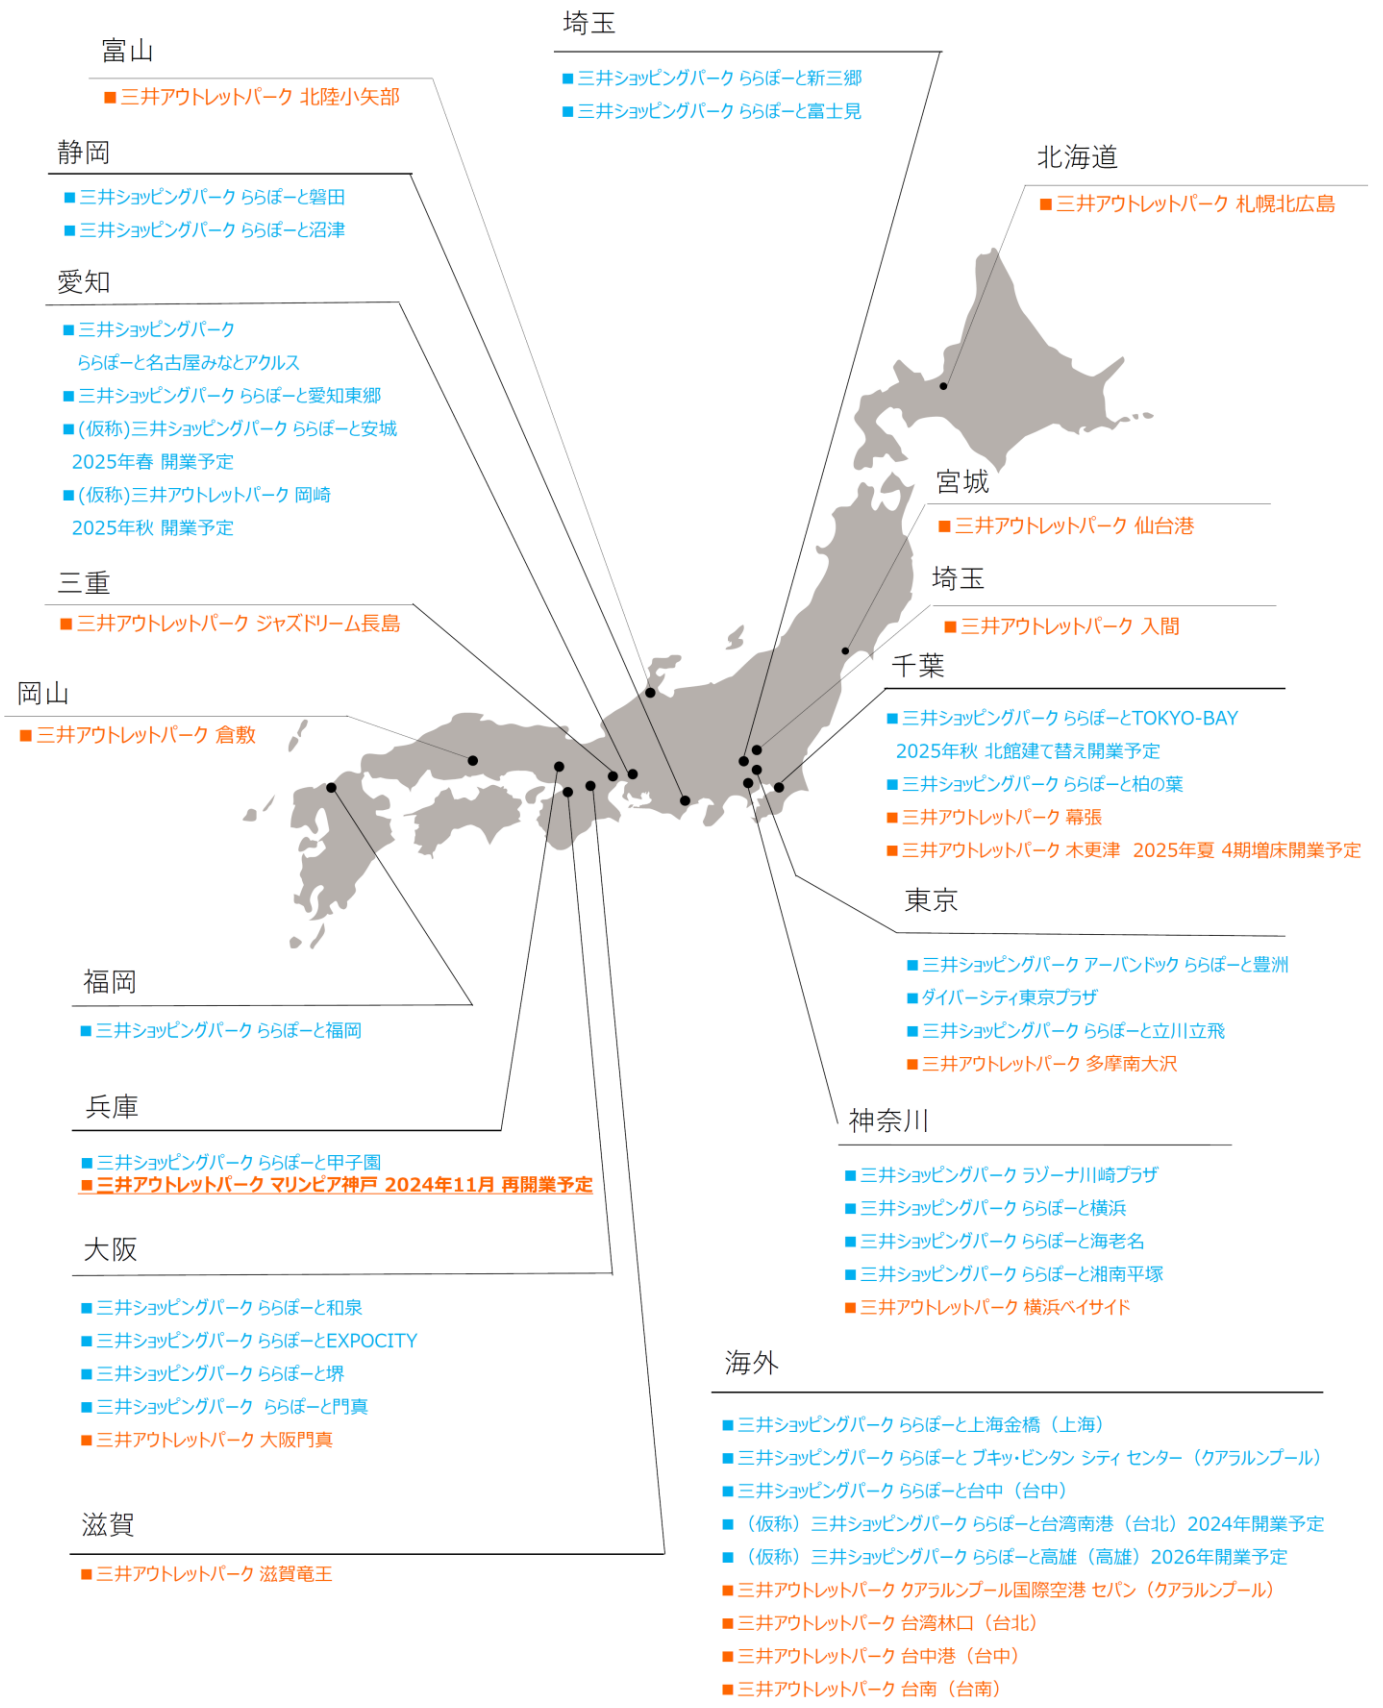 富山
■三井アウトレットパーク 北陸小矢部
静岡
■三井ショッピングパーク ららぽーと磐田
■三井ショッピングパーク ららぽーと沼津
愛知
■三井ショッピングパーク
ららぽーと名古屋みなとアクルス
■三井ショッピングパーク ららぽーと愛知東郷
■(仮称)三井ショッピングパーク ららぽーと安城
2025年春 開業予定
■(仮称)三井アウトレットパーク 岡崎
2025年秋 開業予定
三重
■三井アウトレットパーク ジャズドリーム長島
岡山
■三井アウトレットパーク 倉敷
埼玉
■三井ショッピングパーク ららぽーと新三郷
■三井ショッピングパーク ららぽーと富士見
北海道
■三井アウトレットパーク 札幌北広島
宮城
■三井アウトレットパーク 仙台港
埼玉
■三井アウトレットパーク 入間
千葉
■三井ショッピングパーク ららぽーとTOKYO-BAY
2025年秋 北館建て替え開業予定
■三井ショッピングパーク ららぽーと柏の葉
■三井アウトレットパーク 幕張
■三井アウトレットパーク 木更津 2025年夏 4期増床開業予定
東京
■三井ショッピングパーク アーバンドック ららぽーと豊洲
■ダイバーシティ東京プラザ
■三井ショッピングパーク ららぽーと立川立飛
■三井アウトレットパーク 多摩南大沢
福岡
■三井ショッピングパーク ららぽーと福岡
兵庫
■三井ショッピングパーク ららぽーと甲子園
■三井アウトレットパーク マリンピア神戸 2024年11月 再開業予定
大阪
■三井ショッピングパーク ららぽーと和泉
■三井ショッピングパーク ららぽーとEXPOCITY
■三井ショッピングパーク ららぽーと堺
■三井ショッピングパーク ららぽーと門真
■三井アウトレットパーク 大阪門真
滋賀
■三井アウトレットパーク 滋賀竜王
神奈川
■三井ショッピングパーク ラゾーナ川崎プラザ
■三井ショッピングパーク ららぽーと横浜
■三井ショッピングパーク ららぽーと海老名
■三井ショッピングパーク ららぽーと湘南平塚
■三井アウトレットパーク 横浜ベイサイド
海外
■三井ショッピングパーク ららぽーと上海金橋（上海）
■三井ショッピングパーク ららぽーと ブキッ・ビンタン シティ センター（クアラルンプール）
■三井ショッピングパーク ららぽーと台中（台中）
■（仮称）三井ショッピングパーク ららぽーと台湾南港（台北）2024年開業予定
■（仮称）三井ショッピングパーク ららぽーと高雄（高雄）2026年開業予定
■三井アウトレットパーク クアラルンプール国際空港 セパン（クアラルンプール）
■三井アウトレットパーク 台湾林口（台北）
■三井アウトレットパーク 台中港（台中）
■三井アウトレットパーク 台南（台南）